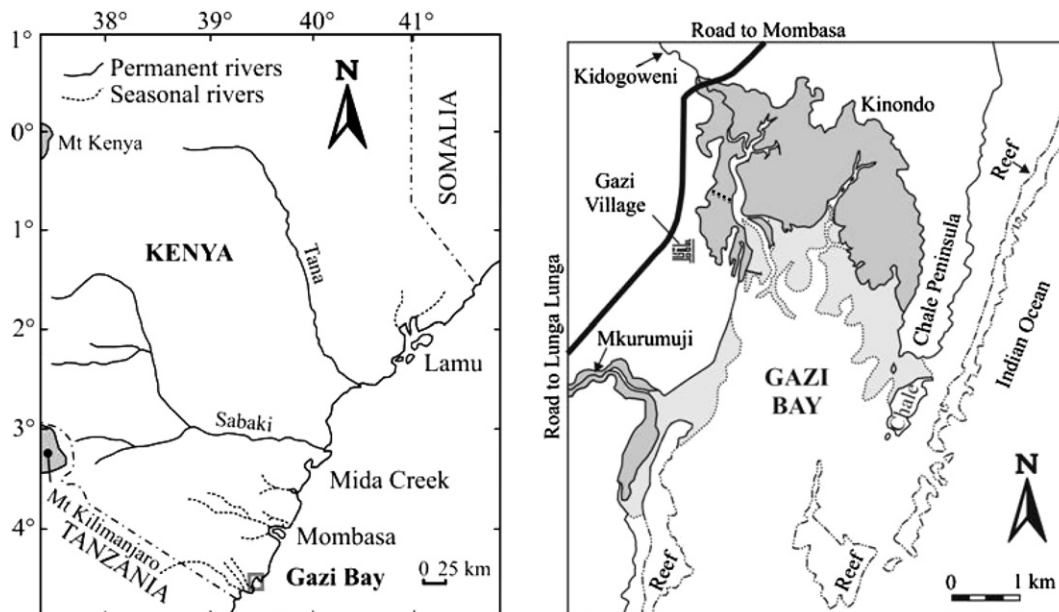 38°
39°
40°
41°
1°
Permanent rivers
Seasonal rivers
N
SOMALIA
0°
Mt Kenya
1°
KENYA
Tana
2°
Lamu
Sabaki
3°
Mida Creek
Mt Kilimanjaro
TANZANIA
4°
Mombasa
Gazi Bay
0 25 km
Road to Mombasa
Kidogoweni
Kinondo
Reef
Gazi
Village
Chale Peninsula
Indian Ocean
Road to Lunga Lunga
Mkurumuji
GAZI
BAY
Chale
N
Reef
Reef
0 1 km